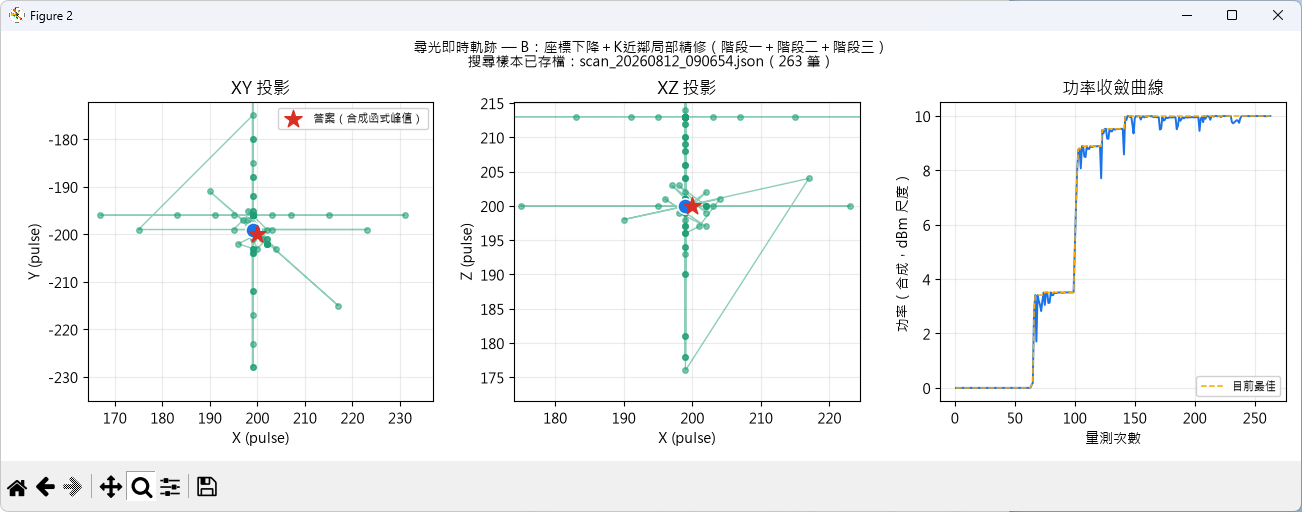 Figure 2
尋光即時軌跡 — B：座標下降＋K近鄰局部精修（階段一＋階段二＋階段三）
搜尋樣本已存檔：scan_20260812_090654.json（263 筆）
XY 投影
答案（合成函式峰值）
-180
-190
-200
-210
-220
-230
Y (pulse)
170 180 190 200 210 220 230
X (pulse)
XZ 投影
215
210
205
200
195
190
185
180
175
Z (pulse)
180 190 200 210 220
X (pulse)
功率收斂曲線
10
8
6
4
2
0
功率（合成，dBm 尺度）
目前最佳
0 50 100 150 200 250
量測次數